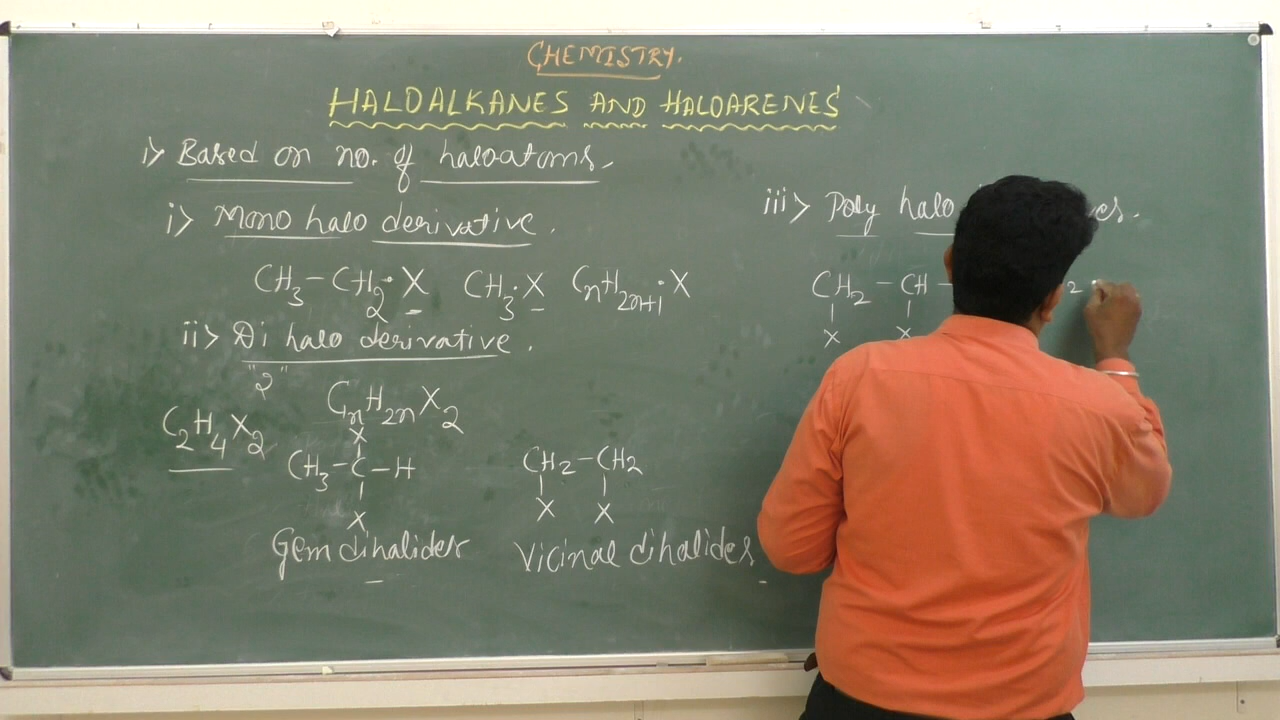 CHEMISTRY.
HALOALKANES AND HALOARENES
i> Based on no. of haloatoms.
i> Mono halo derivative.
CH3-CH2·X CH3·X CnH2n+1·X
ii> Di halo derivative.
"2"
CnH2nX2
C2H4X2
X
CH3-C-H
X
Gem dihalides
CH2-CH2
X X
Vicinal dihalides
iii> Poly halo
CH2-CH-
X X
2